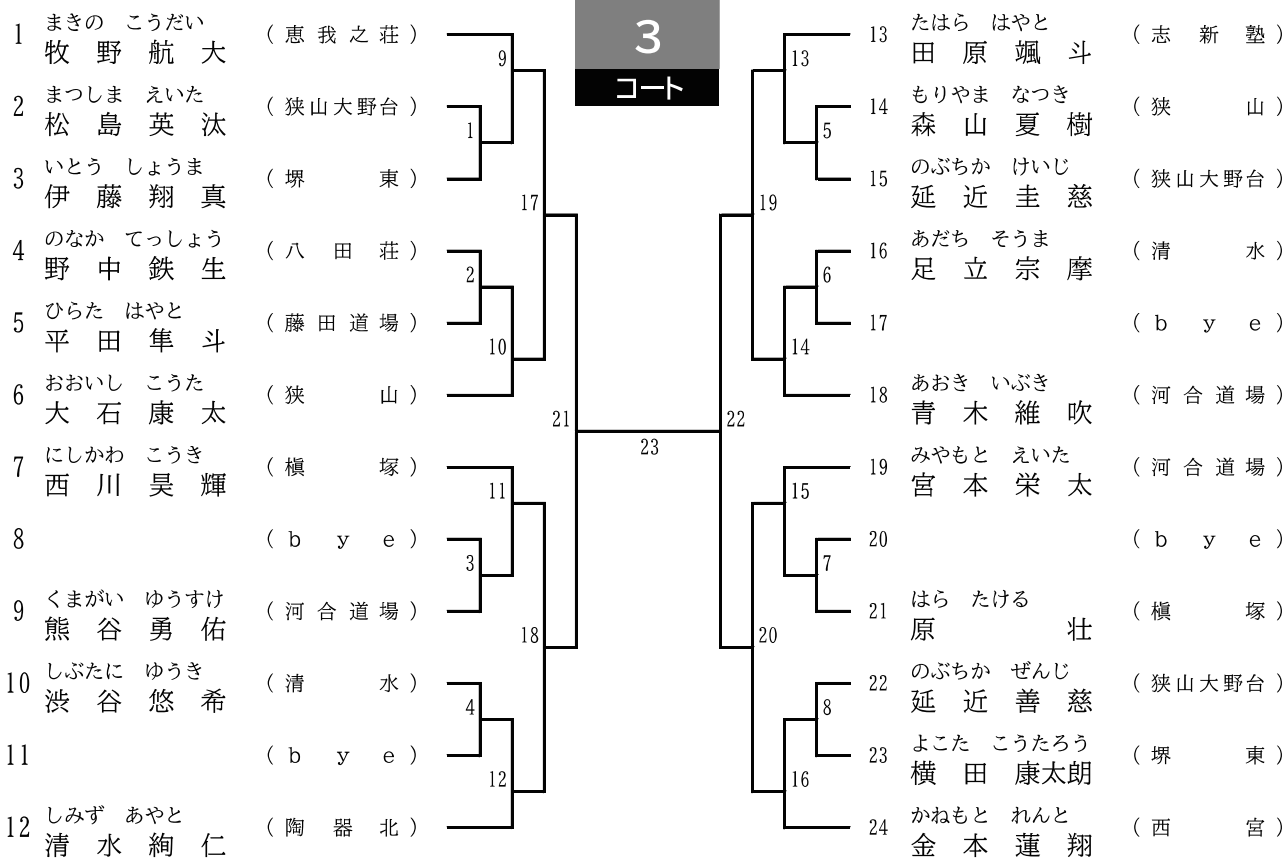 3
コート
まきの こうだい
1 牧野航大 (恵我之荘)
まつしま えいた
2 松島英汰 (狭山大野台)
いとう しょうま
3 伊藤翔真 (堺東)
のなか てっしょう
4 野中鉄生 (八田荘)
ひらた はやと
5 平田隼斗 (藤田道場)
おおいし こうた
6 大石康太 (狭山)
にしかわ こうき
7 西川昊輝 (槇塚)
8 (bye)
くまがい ゆうすけ
9 熊谷勇佑 (河合道場)
しぶたに ゆうき
10 渋谷悠希 (清水)
11 (bye)
しみず あやと
12 清水絢仁 (陶器北)
9
1
17
2
10
21
11
3
18
4
12
23
13
5
19
6
14
22
15
7
20
8
16
たはら はやと
13 田原颯斗 (志新塾)
もりやま なつき
14 森山夏樹 (狭山)
のぶちか けいじ
15 延近圭慈 (狭山大野台)
あだち そうま
16 足立宗摩 (清水)
17 (bye)
あおき いぶき
18 青木維吹 (河合道場)
みやもと えいた
19 宮本栄太 (河合道場)
20 (bye)
はら たける
21 原壮 (槇塚)
のぶちか ぜんじ
22 延近善慈 (狭山大野台)
よこた こうたろう
23 横田康太朗 (堺東)
かねもと れんと
24 金本蓮翔 (西宮)